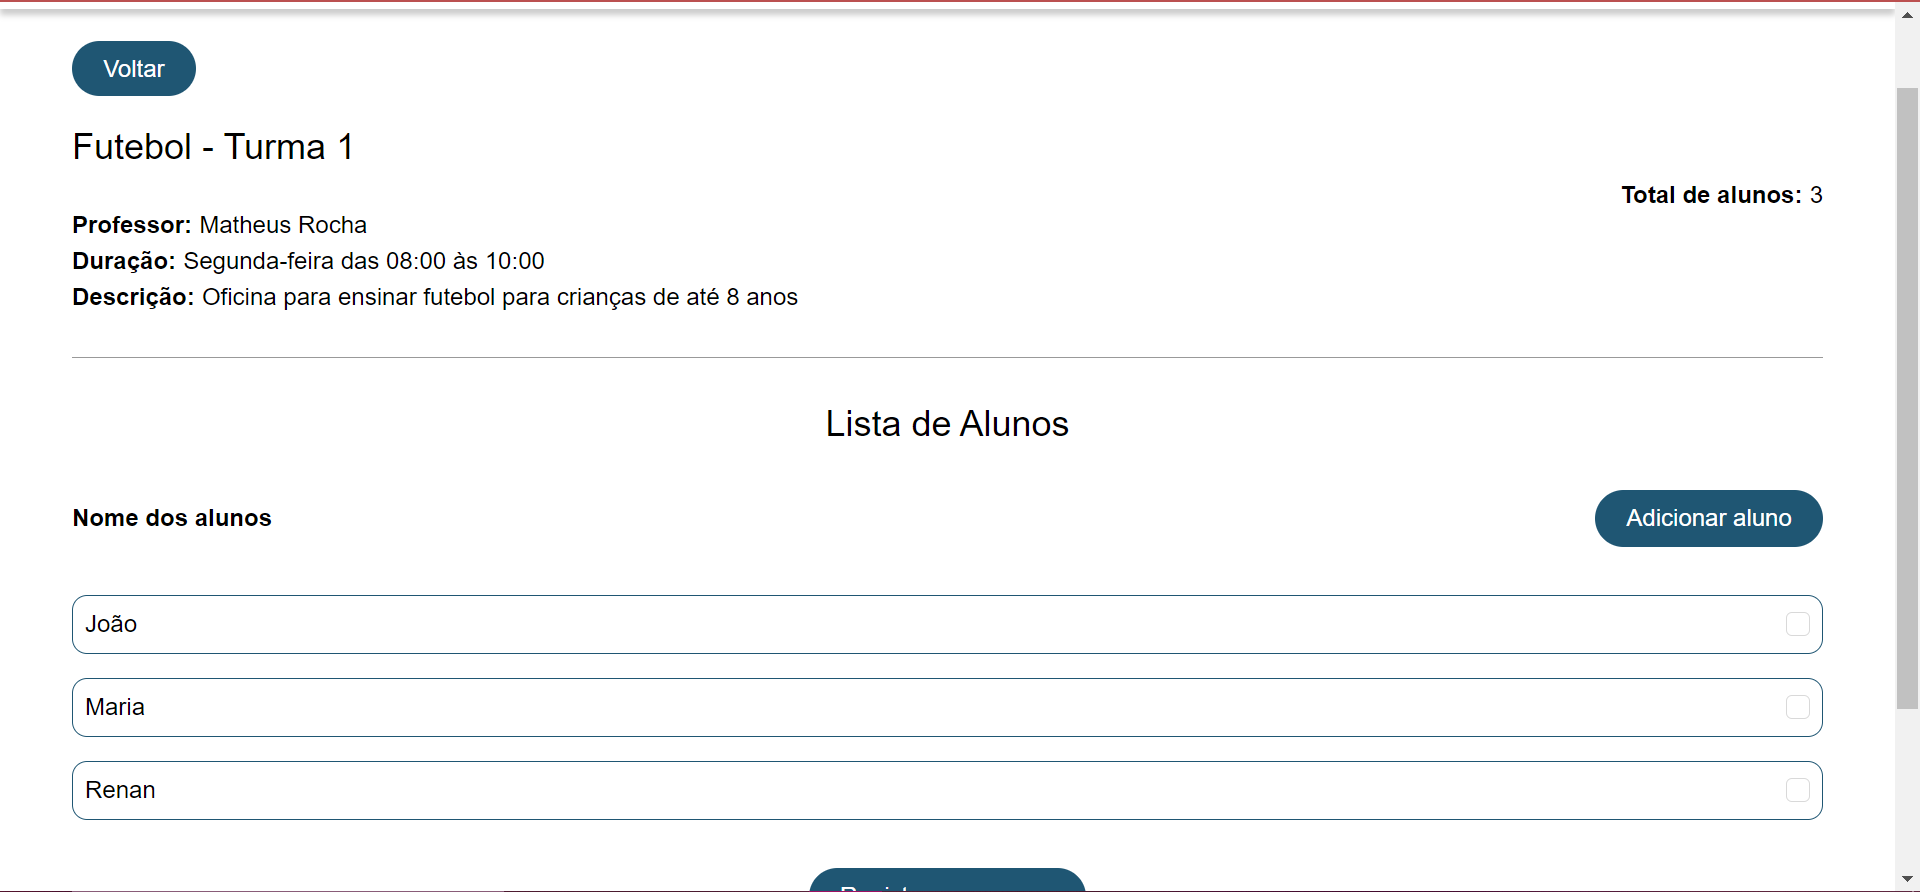 Voltar
Futebol - Turma 1
Total de alunos: 3
Professor: Matheus Rocha
Duração: Segunda-feira das 08:00 às 10:00
Descrição: Oficina para ensinar futebol para crianças de até 8 anos
Lista de Alunos
Nome dos alunos
Adicionar aluno
João
Maria
Renan